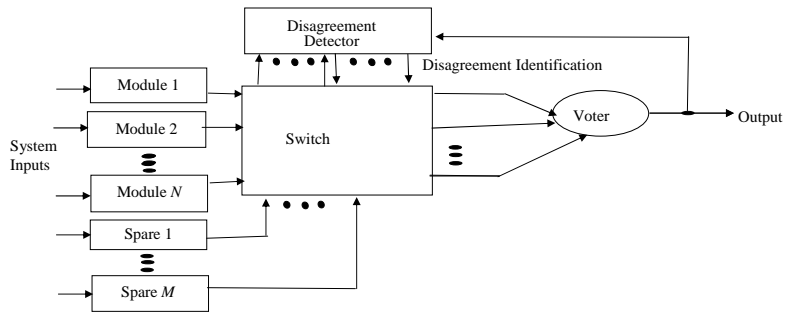 Disagreement
Detector
Disagreement Identification
Module 1
Module 2
System
Inputs
Switch
Voter
Output
Module N
Spare 1
Spare M